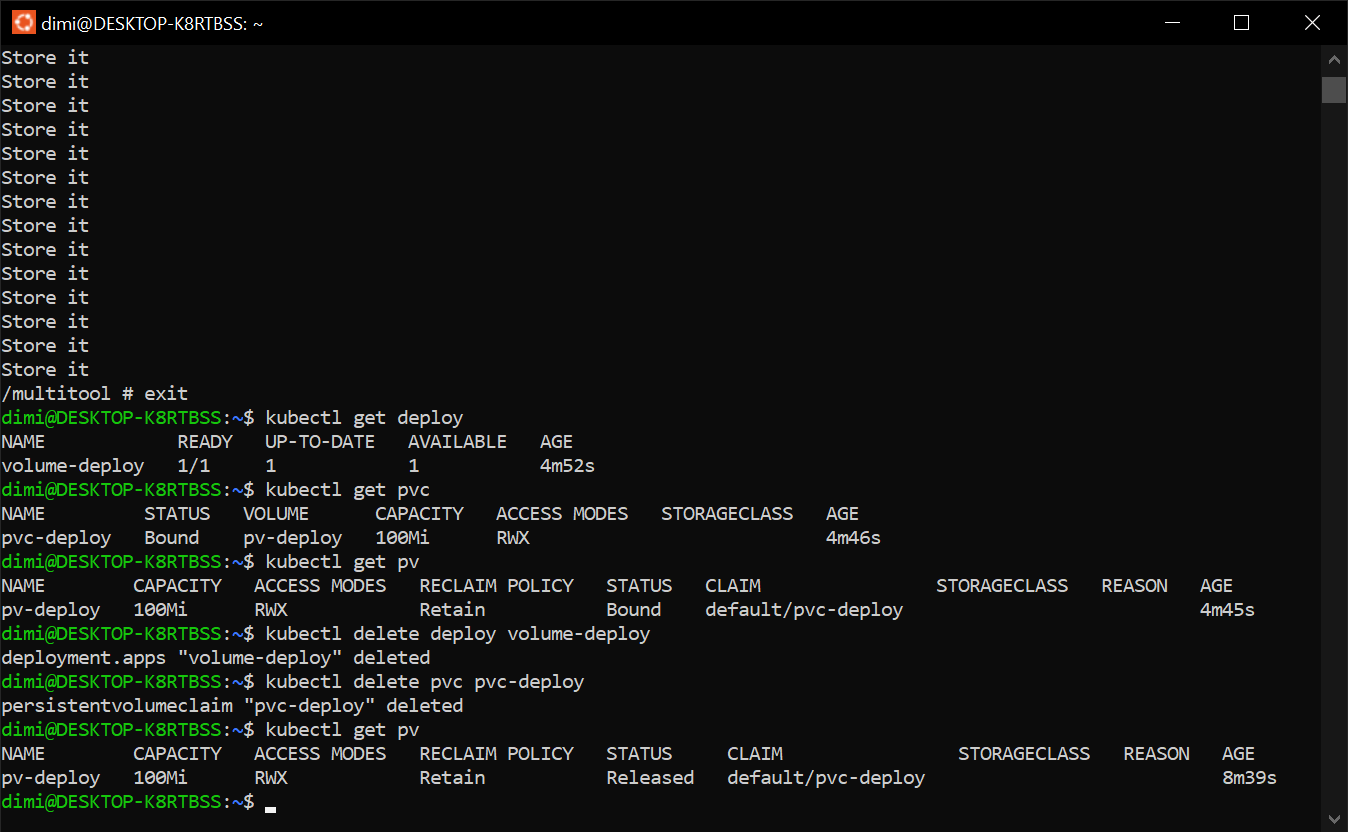 dimi@DESKTOP-K8RTBSS: ~
Store it
Store it
Store it
Store it
Store it
Store it
Store it
Store it
Store it
Store it
Store it
Store it
Store it
Store it
/multitool # exit
dimi@DESKTOP-K8RTBSS:~$ kubectl get deploy
NAME            READY   UP-TO-DATE   AVAILABLE   AGE
volume-deploy   1/1     1            1           4m52s
dimi@DESKTOP-K8RTBSS:~$ kubectl get pvc
NAME         STATUS   VOLUME      CAPACITY   ACCESS MODES   STORAGECLASS   AGE
pvc-deploy   Bound    pv-deploy   100Mi      RWX                           4m46s
dimi@DESKTOP-K8RTBSS:~$ kubectl get pv
NAME        CAPACITY   ACCESS MODES   RECLAIM POLICY   STATUS   CLAIM                STORAGECLASS   REASON   AGE
pv-deploy   100Mi      RWX            Retain           Bound    default/pvc-deploy                           4m45s
dimi@DESKTOP-K8RTBSS:~$ kubectl delete deploy volume-deploy
deployment.apps "volume-deploy" deleted
dimi@DESKTOP-K8RTBSS:~$ kubectl delete pvc pvc-deploy
persistentvolumeclaim "pvc-deploy" deleted
dimi@DESKTOP-K8RTBSS:~$ kubectl get pv
NAME        CAPACITY   ACCESS MODES   RECLAIM POLICY   STATUS     CLAIM                STORAGECLASS   REASON   AGE
pv-deploy   100Mi      RWX            Retain           Released   default/pvc-deploy                           8m39s
dimi@DESKTOP-K8RTBSS:~$